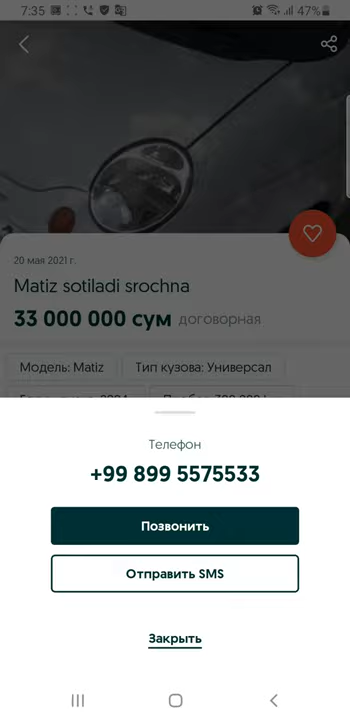 7:35
47%
20 мая 2021 г.
Matiz sotiladi srochna
33 000 000 сум договорная
Модель: Matiz
Тип кузова: Универсал
Телефон
+99 899 5575533
Позвонить
Отправить SMS
Закрыть